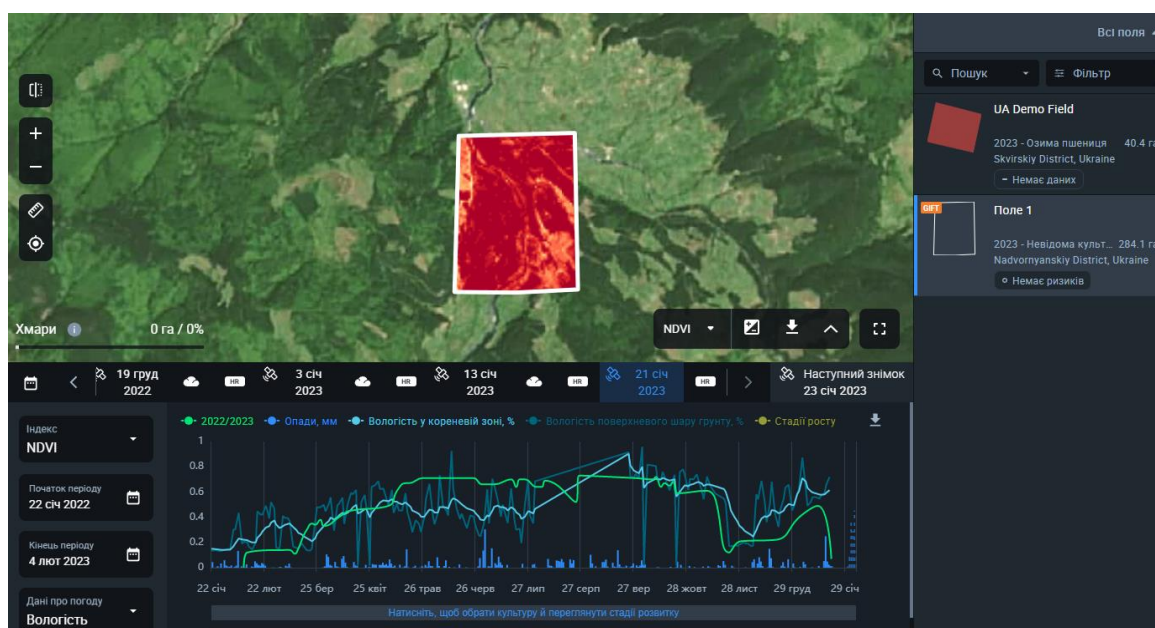 Всі поля
Пошук
Фільтр
UA Demo Field
2023 - Озима пшениця 40.4 га
Skvirskiy District, Ukraine
- Немає даних
GIFT
Поле 1
2023 - Невідома культ... 284.1 га
Nadvornyanskiy District, Ukraine
Немає ризиків
Хмари
0 га / 0%
NDVI
19 груд
2022
HR
3 січ
2023
HR
13 січ
2023
HR
21 січ
2023
HR
Наступний знімок
23 січ 2023
Індекс
NDVI
Початок періоду
22 січ 2022
Кінець періоду
4 лют 2023
Дані про погоду
Вологість
2022/2023 Опади, мм Вологість у кореневій зоні, % Вологість поверхневого шару грунту, % Стадії росту
1
0.8
0.6
0.4
0.2
0
22 січ 22 лют 25 бер 25 квіт 26 трав 26 черв 27 лип 27 серп 27 вер 28 жовт 28 лист 29 груд 29 січ
Натисніть, щоб обрати культуру й переглянути стадії розвитку